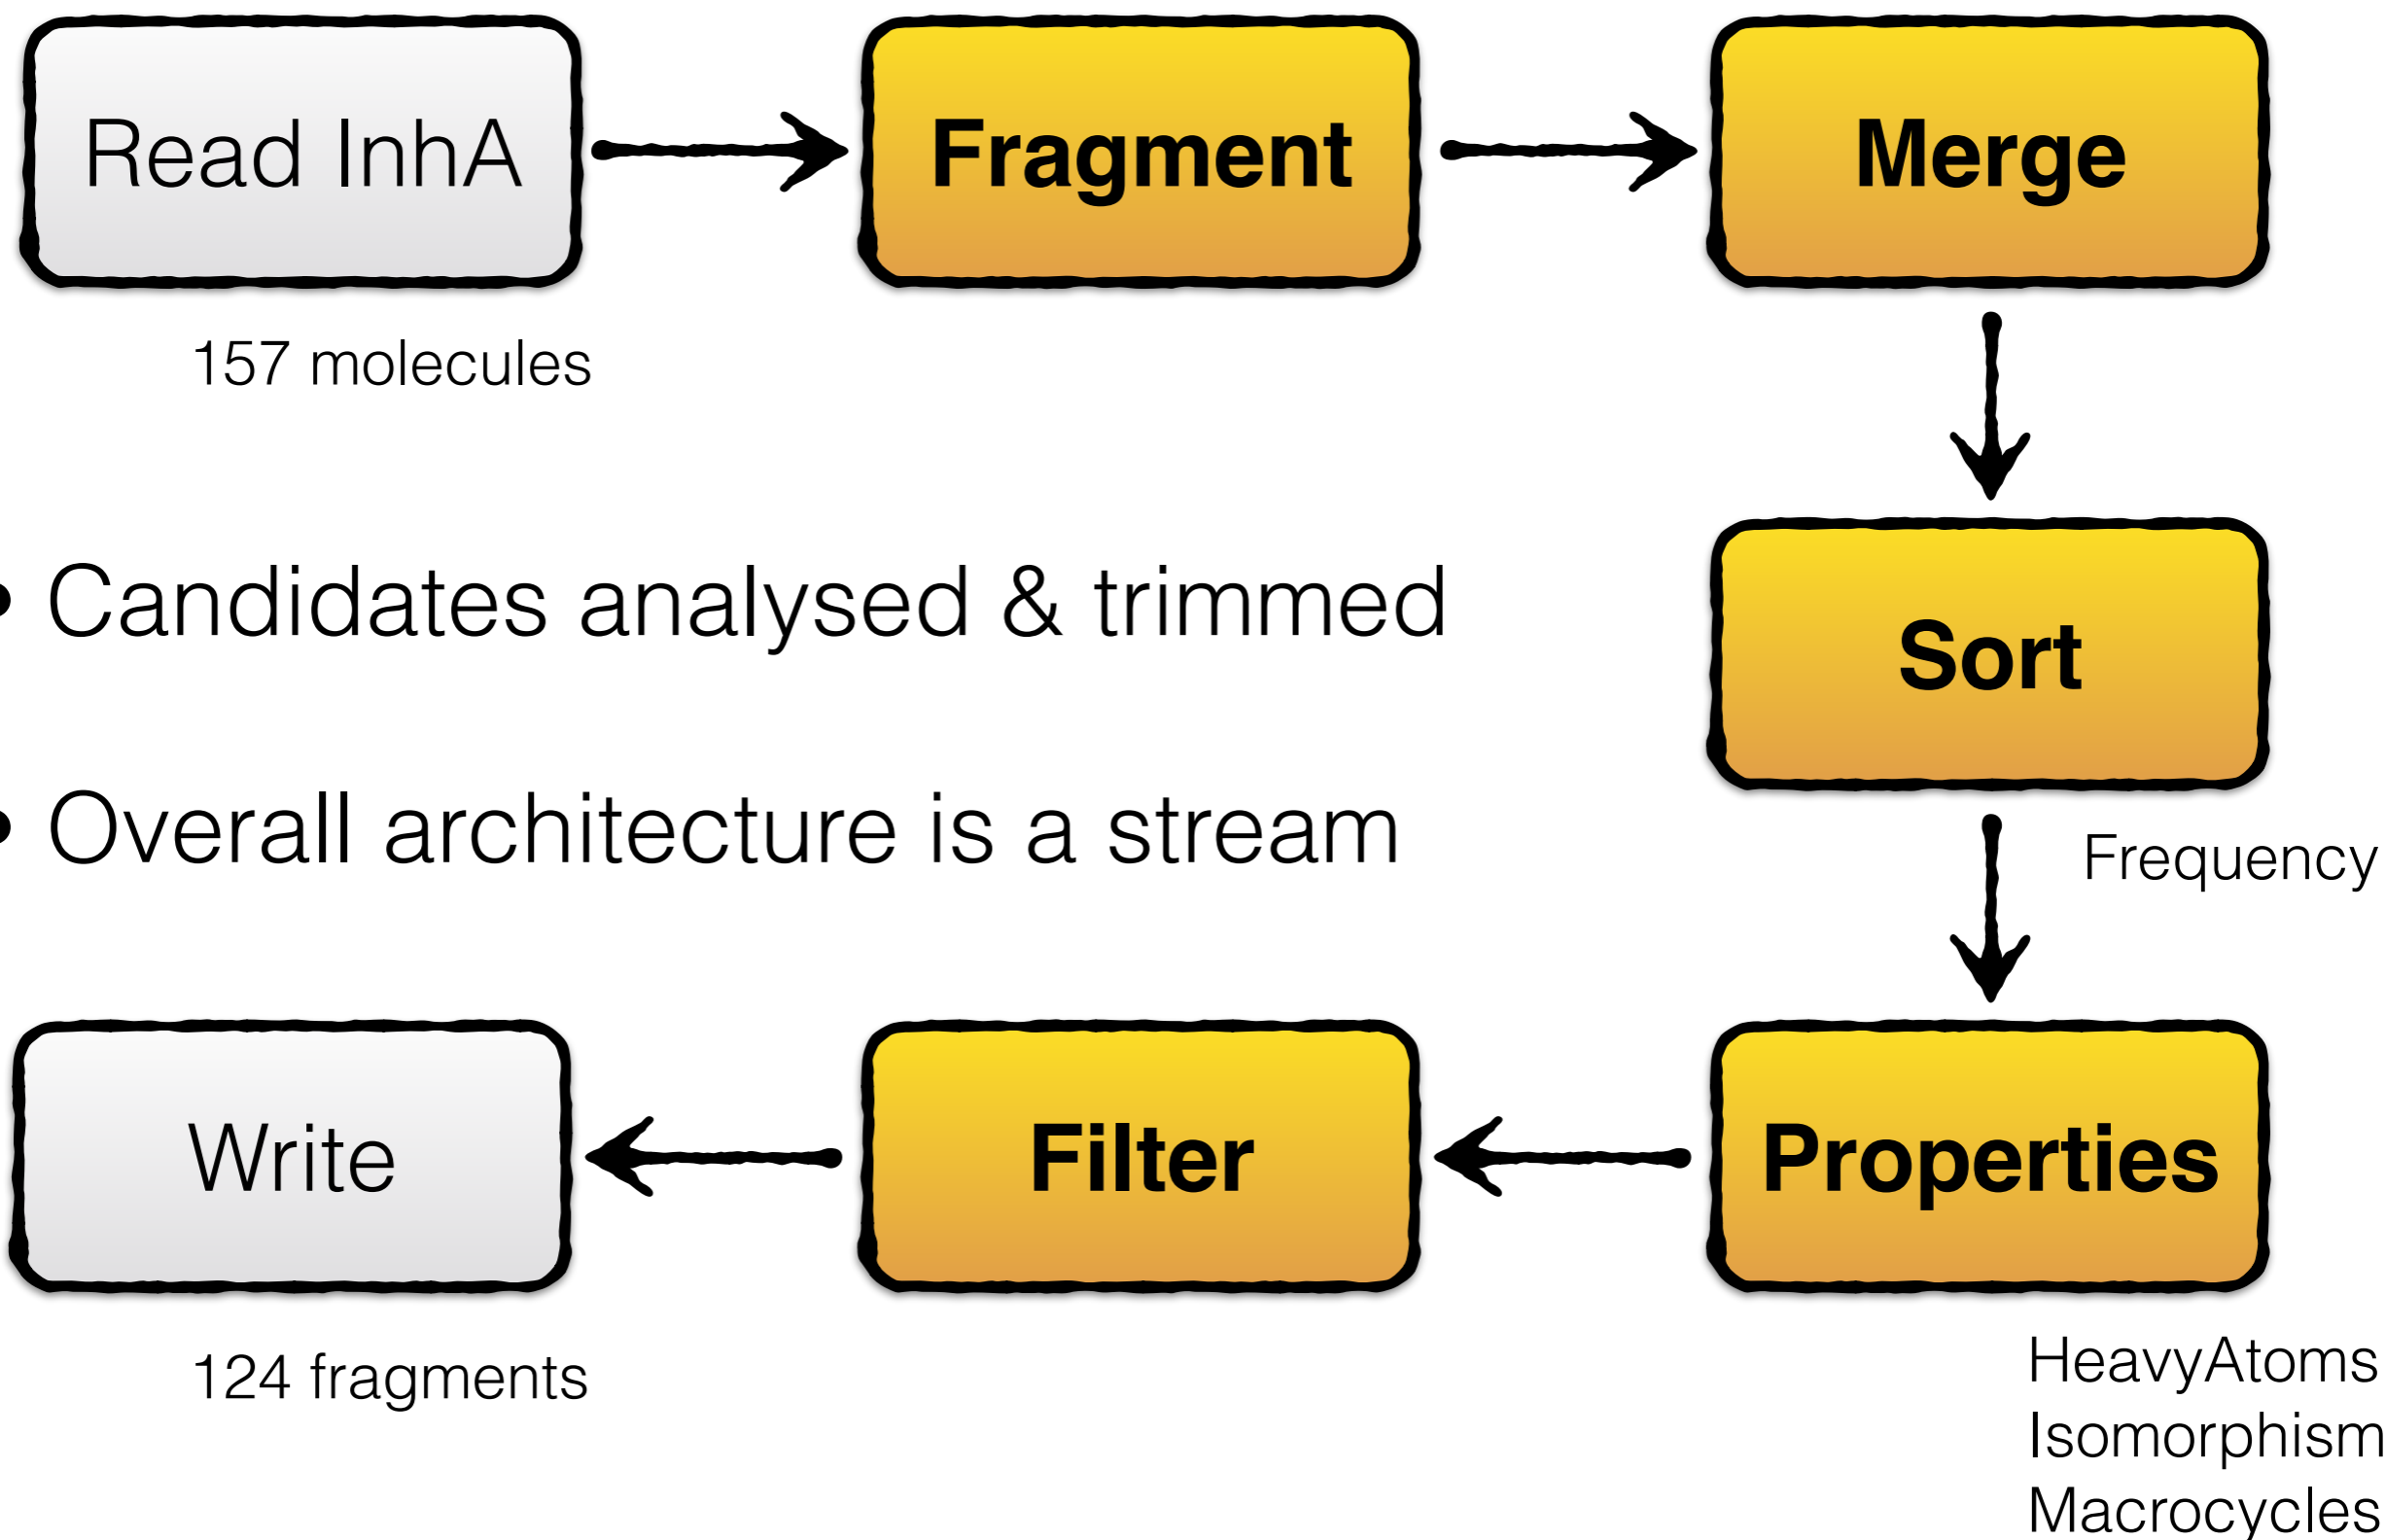 Read InhA
Fragment
Merge
157 molecules
• Candidates analysed & trimmed
Sort
• Overall architecture is a stream
Frequency
Write
Filter
Properties
124 fragments
HeavyAtoms
Isomorphism
Macrocycles